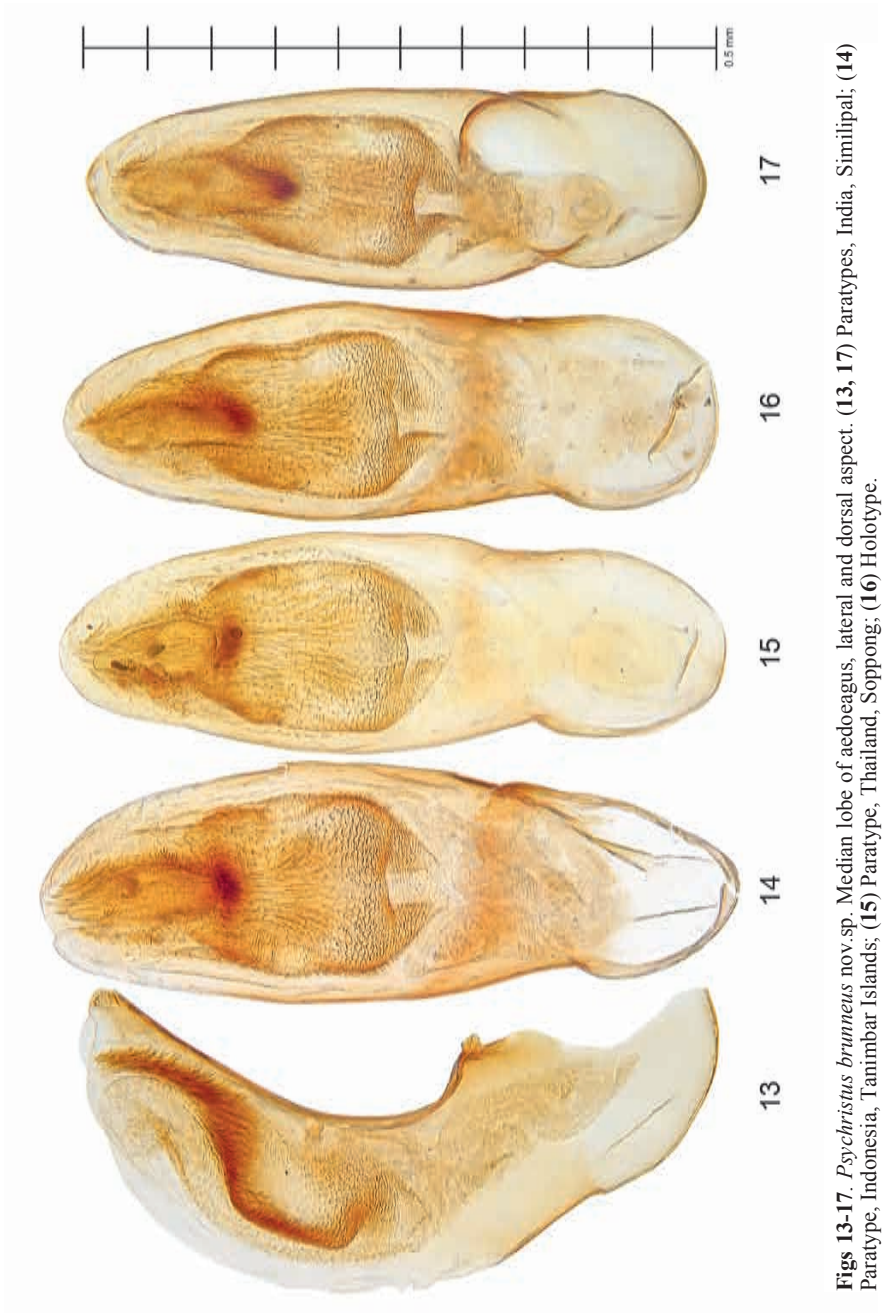 0.5 mm
13 14 15 16 17
Figs 13-17. Psychristus brunneus nov.sp. Median lobe of aedoeagus, lateral and dorsal aspect. (13, 17) Paratypes, India, Similipal; (14)
Paratype, Indonesia, Tanimbar Islands; (15) Paratype, Thailand, Soppong; (16) Holotype.